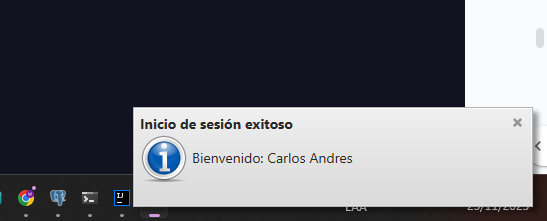 Inicio de sesión exitoso
Bienvenido: Carlos Andres